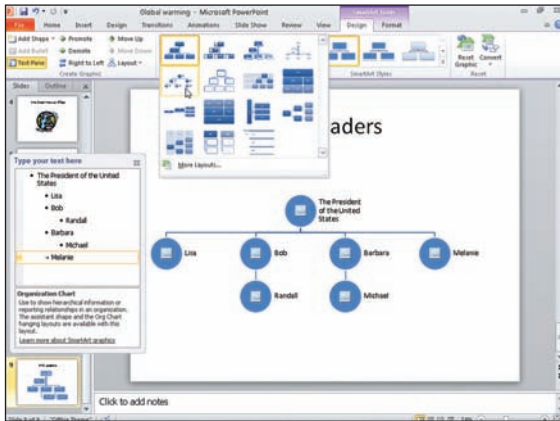 Global warming - Microsoft PowerPoint
File Home Insert Design Transitions Animations Slide Show Review View Design Format
Add Shape Promote Move Up
Add Bullet Demote Move Down
Text Pane Right to Left Layout
Create Graphic
SmartArt Styles
Reset Graphic
Convert
Reset
Slides Outline
More Layouts...
aders
Type your text here
The President of the United
States
Lisa
Bob
Randall
Barbara
Michael
Melanie
Organization Chart
Use to show hierarchical information or
reporting relationships in an organization.
The assistant shape and the Org Chart
hanging layouts are available with this
layout.
Learn more about SmartArt graphics
The President
of the United
States
Lisa
Bob
Barbara
Melanie
Randall
Michael
Click to add notes
"Office Theme"